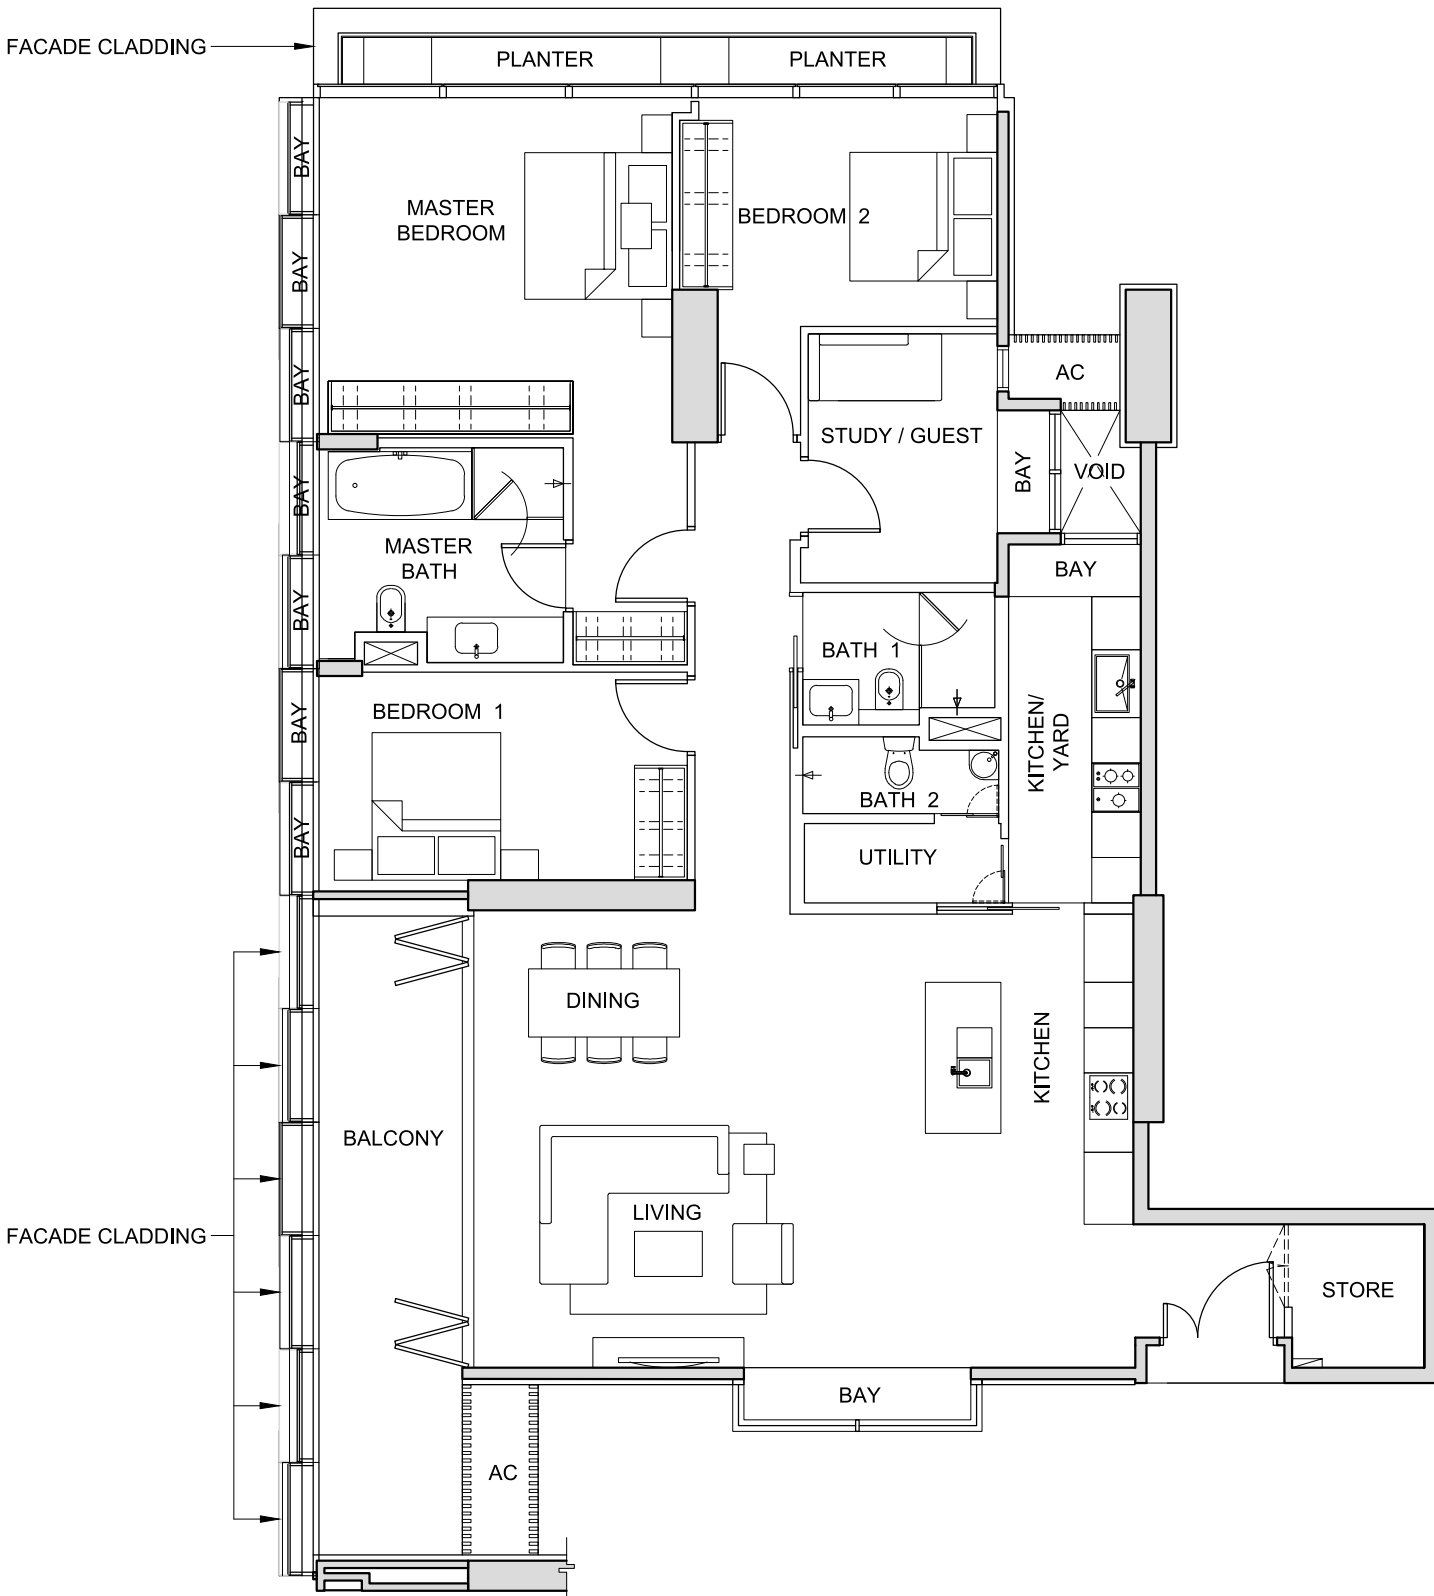 FACADE CLADDING
PLANTER
PLANTER
BAY
MASTER
BEDROOM
BEDROOM 2
BAY
BAY
AC
STUDY / GUEST
BAY
VOID
BAY
MASTER
BATH
BAY
BAY
BATH 1
BEDROOM 1
BAY
KITCHEN/
YARD
BATH 2
BAY
UTILITY
DINING
KITCHEN
BALCONY
LIVING
FACADE CLADDING
STORE
BAY
AC